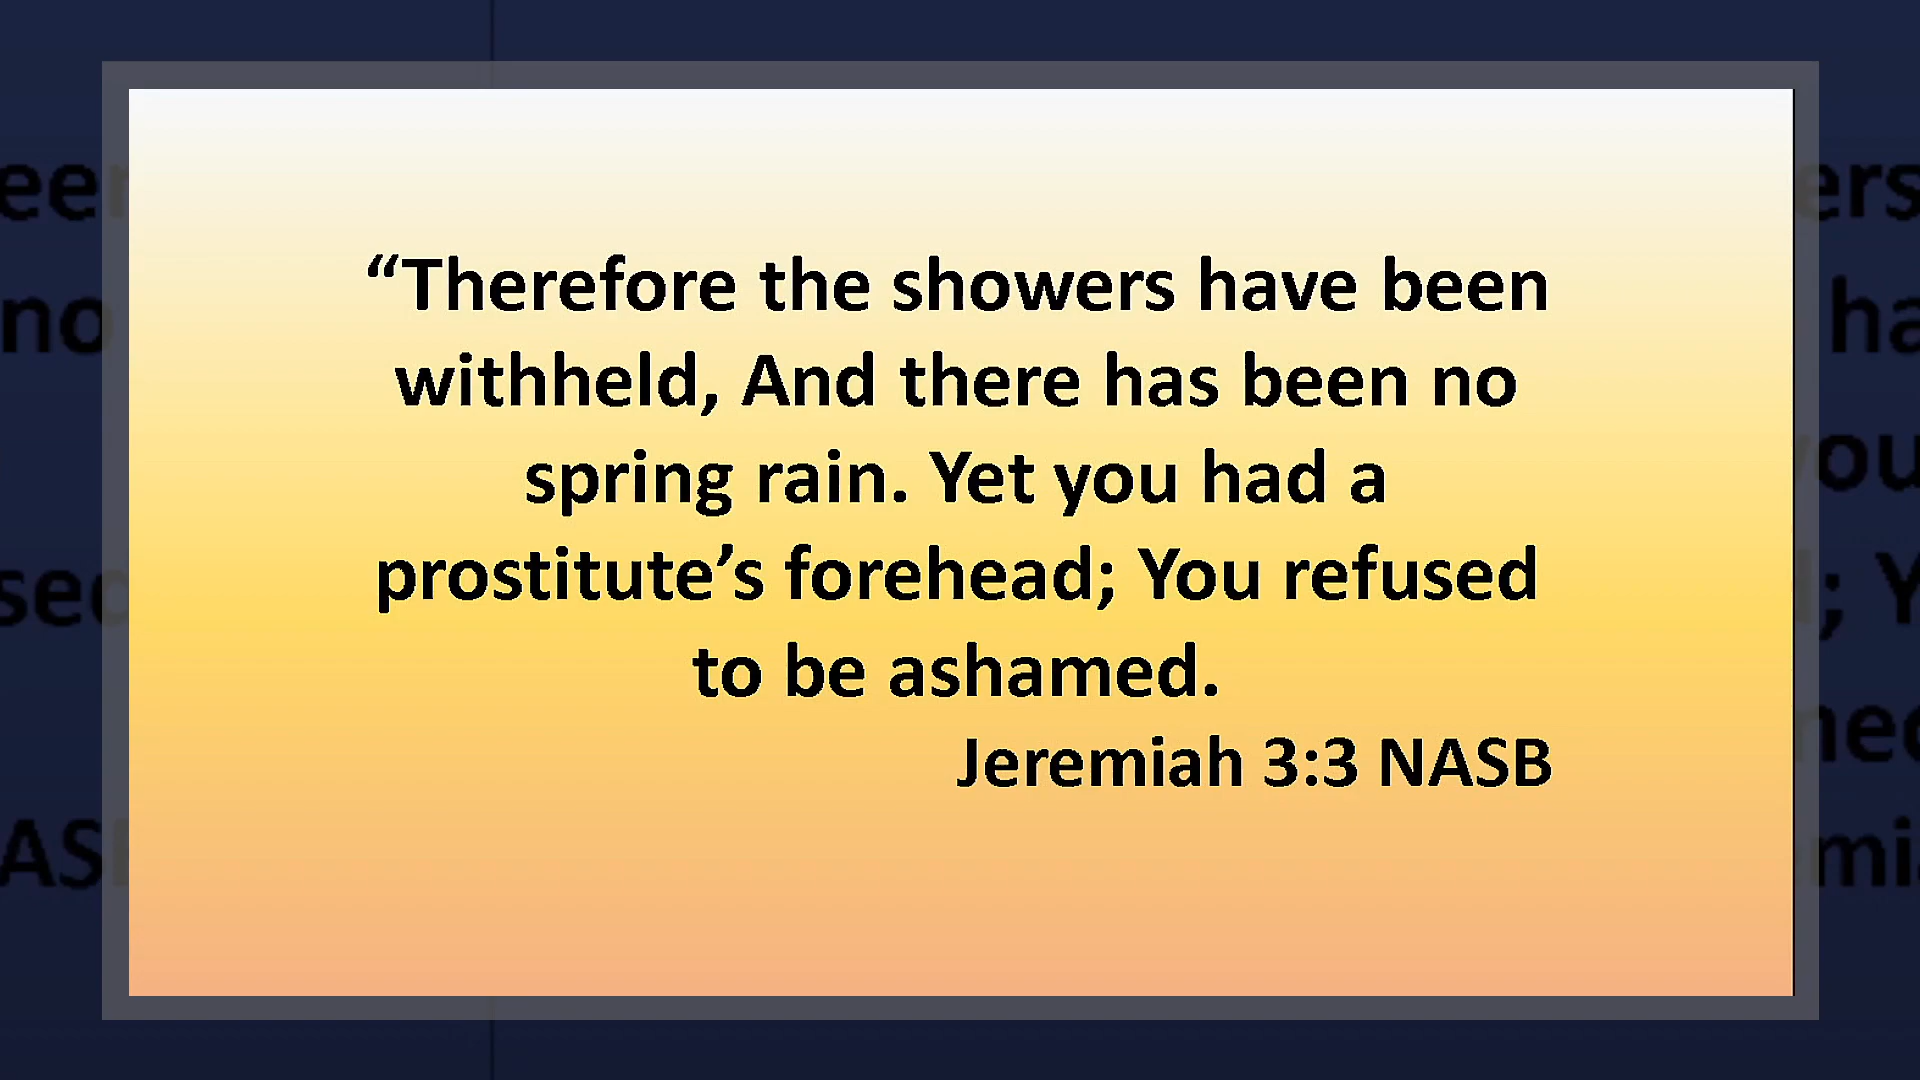 “Therefore the showers have been
withheld, And there has been no
spring rain. Yet you had a
prostitute’s forehead; You refused
to be ashamed.
Jeremiah 3:3 NASB